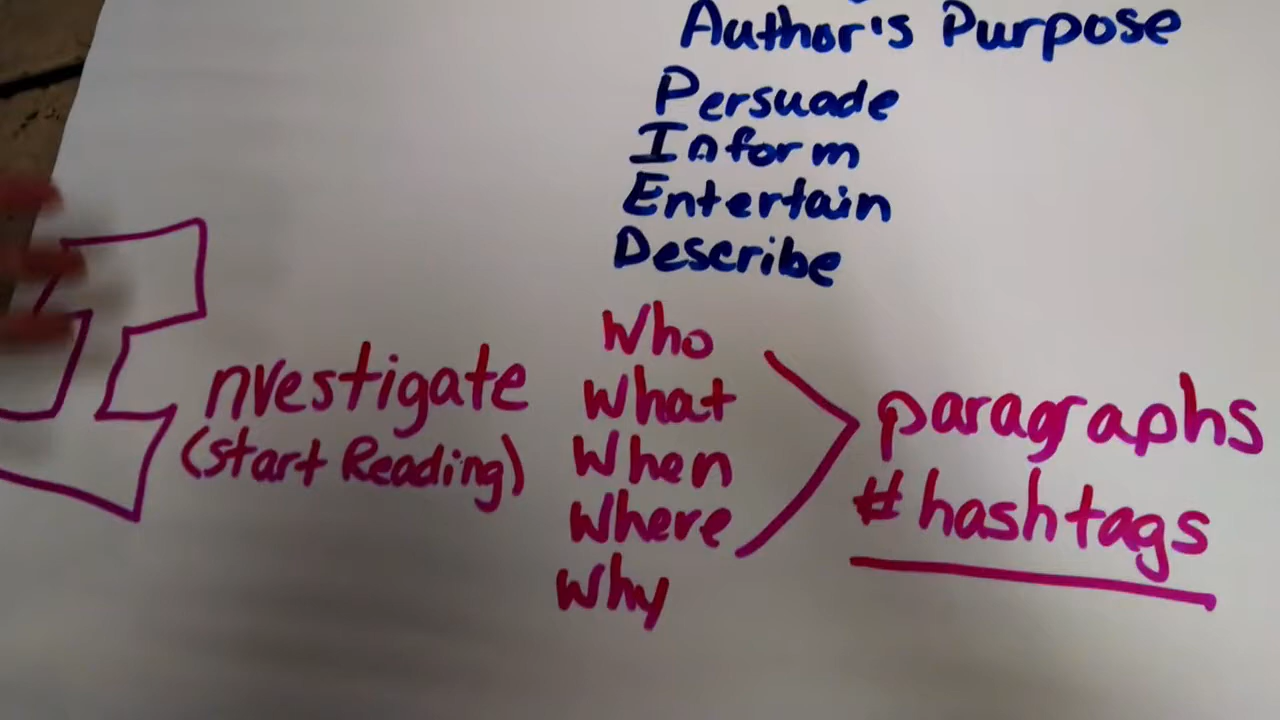 Author's Purpose
Persuade
Inform
Entertain
Describe
Investigate
(Start Reading)
Who
What
When
Where
Why
paragraphs
#hashtags